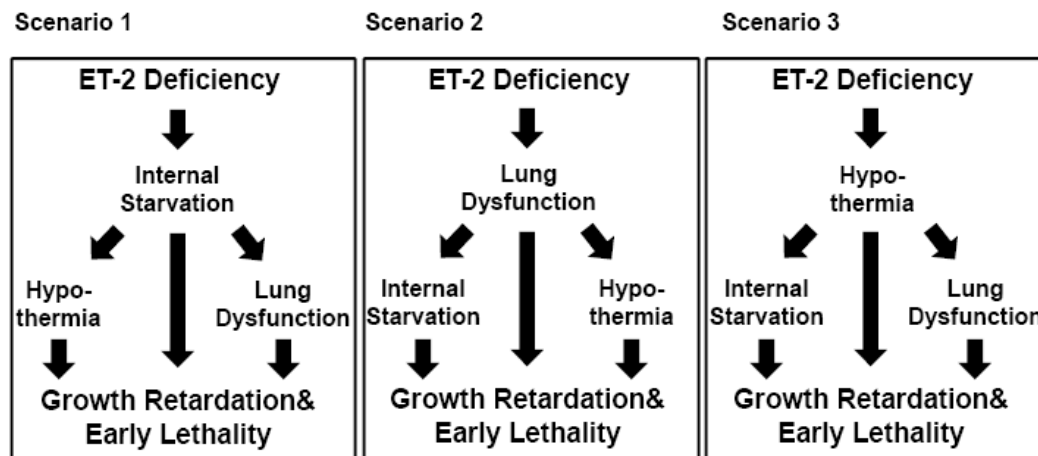 Scenario 1
ET-2 Deficiency
Internal
Starvation
Hypo-
thermia
Lung
Dysfunction
Growth Retardation&
Early Lethality
Scenario 2
ET-2 Deficiency
Lung
Dysfunction
Internal
Starvation
Hypo-
thermia
Growth Retardation&
Early Lethality
Scenario 3
ET-2 Deficiency
Hypo-
thermia
Internal
Starvation
Lung
Dysfunction
Growth Retardation&
Early Lethality